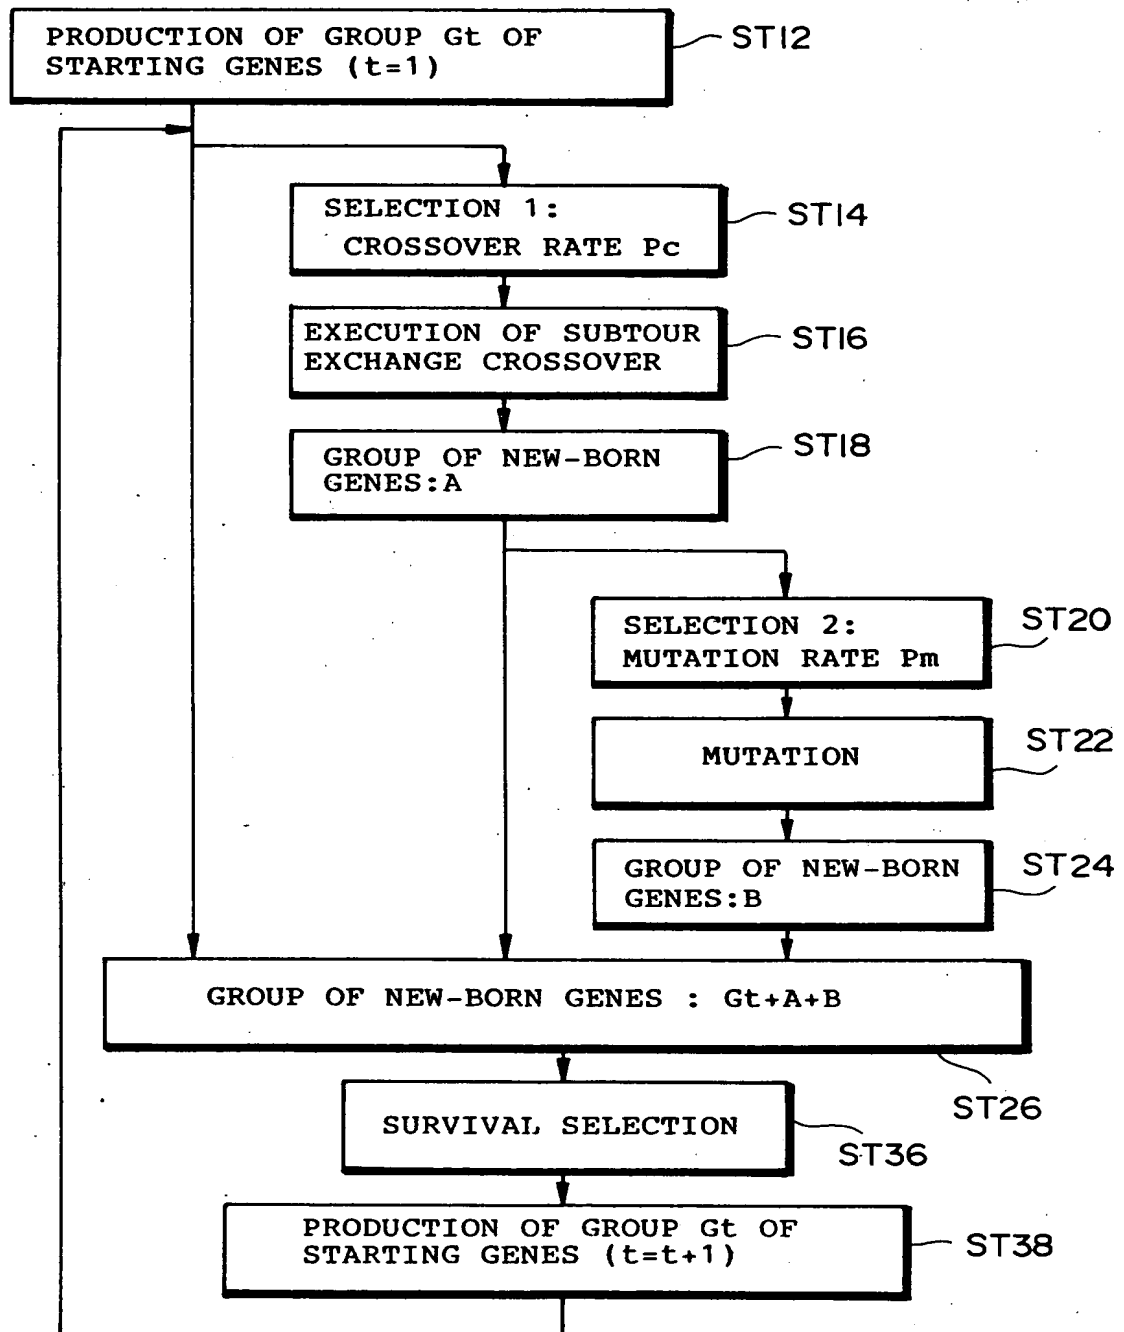 PRODUCTION OF GROUP Gt OF
STARTING GENES (t=1)
ST12
SELECTION 1:
CROSSOVER RATE Pc
ST14
EXECUTION OF SUBTOUR
EXCHANGE CROSSOVER
ST16
GROUP OF NEW-BORN
GENES:A
ST18
SELECTION 2:
MUTATION RATE Pm
ST20
MUTATION
ST22
GROUP OF NEW-BORN
GENES:B
ST24
GROUP OF NEW-BORN GENES : Gt+A+B
ST26
SURVIVAL SELECTION
ST36
PRODUCTION OF GROUP Gt OF
STARTING GENES (t=t+1)
ST38